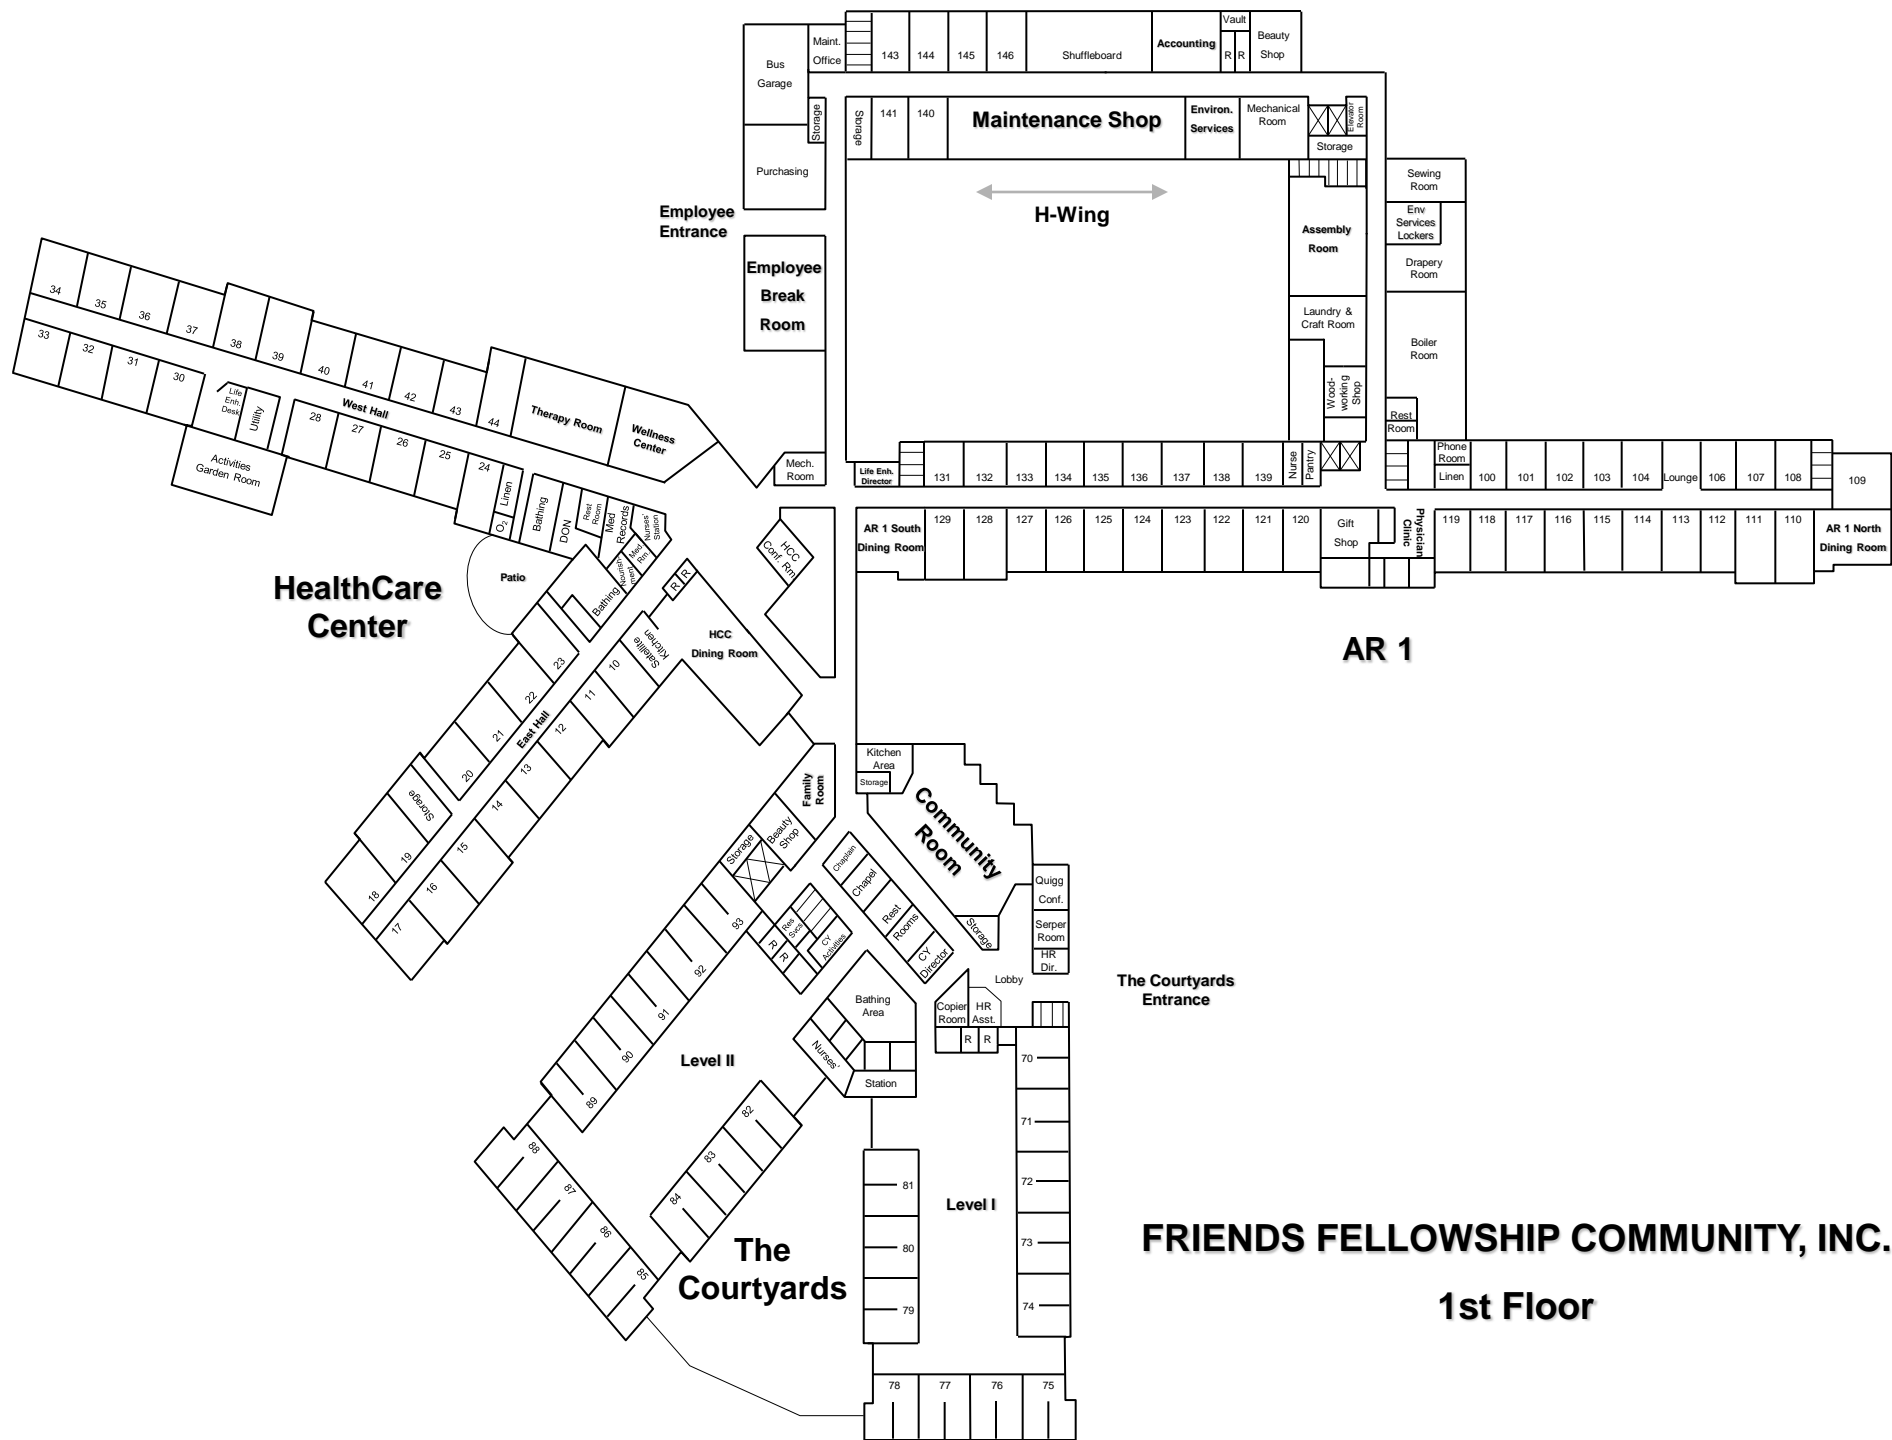 Vault
Maint.
Office
143
144
145
146
Shuffleboard
Accounting
R
R
Beauty
Shop
Bus
Garage
Storage
Storage
141
140
Maintenance Shop
Environ.
Services
Mechanical
Room
Elevator
Room
Storage
Purchasing
Sewing
Room
Employee
Entrance
H-Wing
Env
Services
Lockers
Assembly
Room
Drapery
Room
Employee
Break
Room
Laundry &
Craft Room
Boiler
Room
Wood-
working
Shop
Rest
Room
34
35
36
37
38
39
40
41
42
43
44
Therapy Room
Wellness
Center
33
32
31
30
Life
Enh.
Desk
Utility
West Hall
28
27
26
25
24
Activities
Garden Room
Mech.
Room
Life Enh.
Director
131
132
133
134
135
136
137
138
139
Nurse
Pantry
Phone
Room
Linen
100
101
102
103
104
Lounge
106
107
108
109
Linen
O2
Bathing
DON
Rest
Room
Med
Records
Nurses'
Station
Med.
Rm.
Nourish
ment
Bathing
R
R
HCC
Conf. Rm
AR 1 South
Dining Room
129
128
127
126
125
124
123
122
121
120
Gift
Shop
Physician
Clinic
119
118
117
116
115
114
113
112
111
110
AR 1 North
Dining Room
Patio
HealthCare
Center
HCC
Dining Room
Satellite
Kitchen
AR 1
23
22
21
20
Storage
19
18
East Hall
10
11
12
13
14
15
16
17
Kitchen
Area
Storage
Family
Room
Community
Room
Beauty
Shop
Storage
Chaplain
Chapel
Rest
Rooms
CY
Director
Storage
Quigg
Conf.
Serper
Room
HR
Dir.
Res
Svcs
CY
Activities
R
R
93
92
91
90
89
Lobby
The Courtyards
Entrance
Bathing
Area
Copier
Room
HR
Asst.
R
R
Nurses'
Station
Level II
70
71
72
73
74
82
83
84
88
87
86
85
81
80
79
Level I
The
Courtyards
78
77
76
75
FRIENDS FELLOWSHIP COMMUNITY, INC.
1st Floor